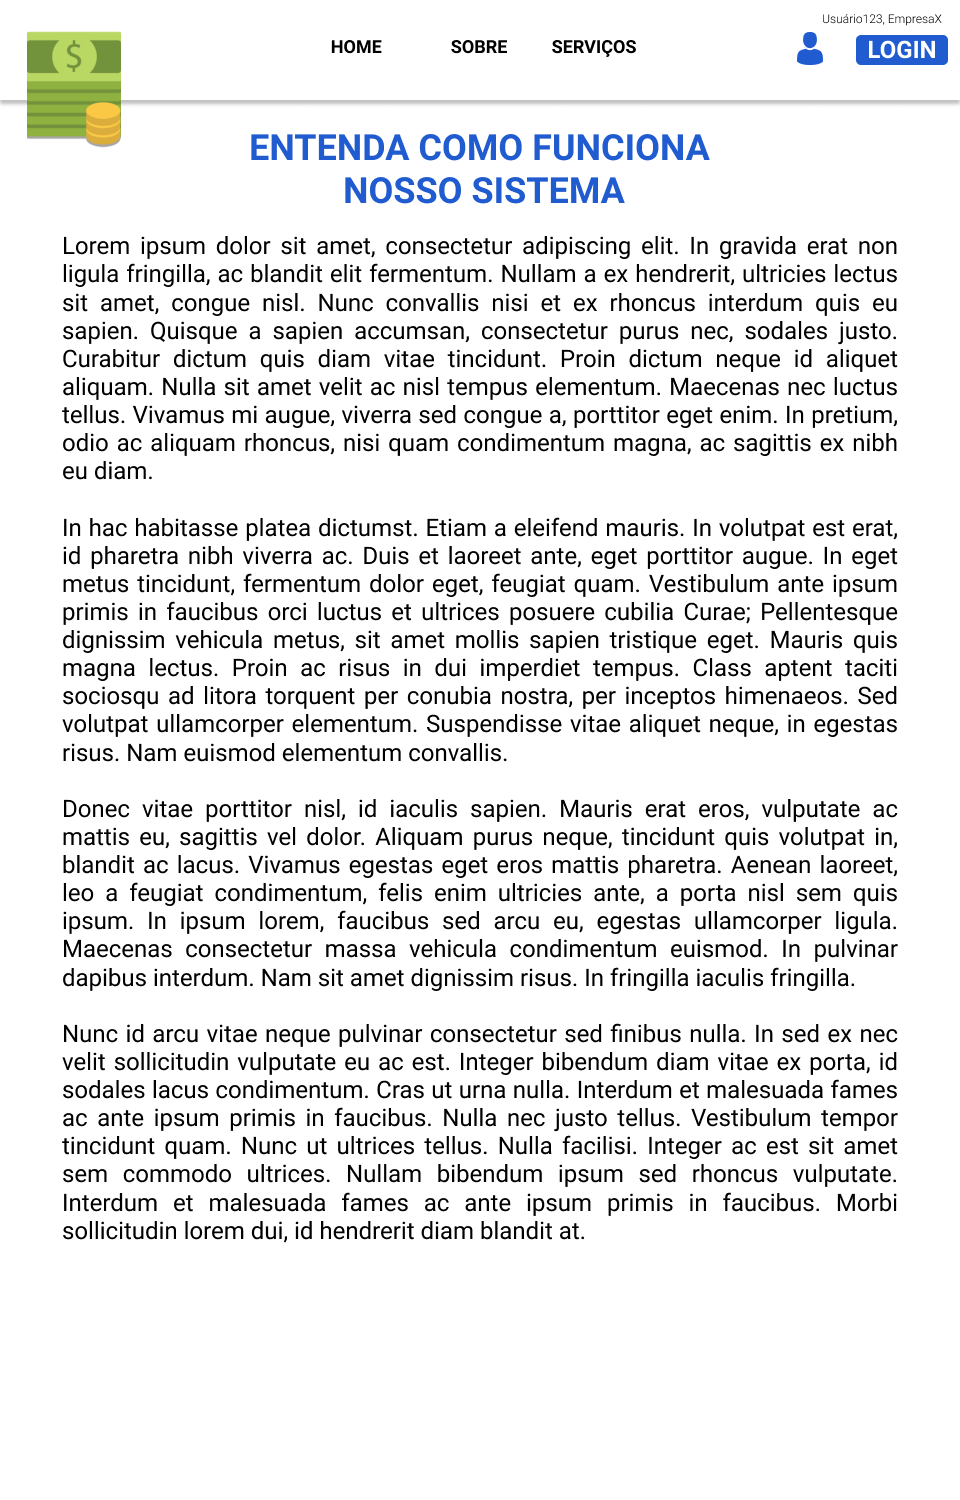 Usuário123, EmpresaX
HOME SOBRE SERVIÇOS
LOGIN
$
ENTENDA COMO FUNCIONA
NOSSO SISTEMA
Lorem ipsum dolor sit amet, consectetur adipiscing elit. In gravida erat non
ligula fringilla, ac blandit elit fermentum. Nullam a ex hendrerit, ultricies lectus
sit amet, congue nisl. Nunc convallis nisi et ex rhoncus interdum quis eu
sapien. Quisque a sapien accumsan, consectetur purus nec, sodales justo.
Curabitur dictum quis diam vitae tincidunt. Proin dictum neque id aliquet
aliquam. Nulla sit amet velit ac nisl tempus elementum. Maecenas nec luctus
tellus. Vivamus mi augue, viverra sed congue a, porttitor eget enim. In pretium,
odio ac aliquam rhoncus, nisi quam condimentum magna, ac sagittis ex nibh
eu diam.
In hac habitasse platea dictumst. Etiam a eleifend mauris. In volutpat est erat,
id pharetra nibh viverra ac. Duis et laoreet ante, eget porttitor augue. In eget
metus tincidunt, fermentum dolor eget, feugiat quam. Vestibulum ante ipsum
primis in faucibus orci luctus et ultrices posuere cubilia Curae; Pellentesque
dignissim vehicula metus, sit amet mollis sapien tristique eget. Mauris quis
magna lectus. Proin ac risus in dui imperdiet tempus. Class aptent taciti
sociosqu ad litora torquent per conubia nostra, per inceptos himenaeos. Sed
volutpat ullamcorper elementum. Suspendisse vitae aliquet neque, in egestas
risus. Nam euismod elementum convallis.
Donec vitae porttitor nisl, id iaculis sapien. Mauris erat eros, vulputate ac
mattis eu, sagittis vel dolor. Aliquam purus neque, tincidunt quis volutpat in,
blandit ac lacus. Vivamus egestas eget eros mattis pharetra. Aenean laoreet,
leo a feugiat condimentum, felis enim ultricies ante, a porta nisl sem quis
ipsum. In ipsum lorem, faucibus sed arcu eu, egestas ullamcorper ligula.
Maecenas consectetur massa vehicula condimentum euismod. In pulvinar
dapibus interdum. Nam sit amet dignissim risus. In fringilla iaculis fringilla.
Nunc id arcu vitae neque pulvinar consectetur sed finibus nulla. In sed ex nec
velit sollicitudin vulputate eu ac est. Integer bibendum diam vitae ex porta, id
sodales lacus condimentum. Cras ut urna nulla. Interdum et malesuada fames
ac ante ipsum primis in faucibus. Nulla nec justo tellus. Vestibulum tempor
tincidunt quam. Nunc ut ultrices tellus. Nulla facilisi. Integer ac est sit amet
sem commodo ultrices. Nullam bibendum ipsum sed rhoncus vulputate.
Interdum et malesuada fames ac ante ipsum primis in faucibus. Morbi
sollicitudin lorem dui, id hendrerit diam blandit at.